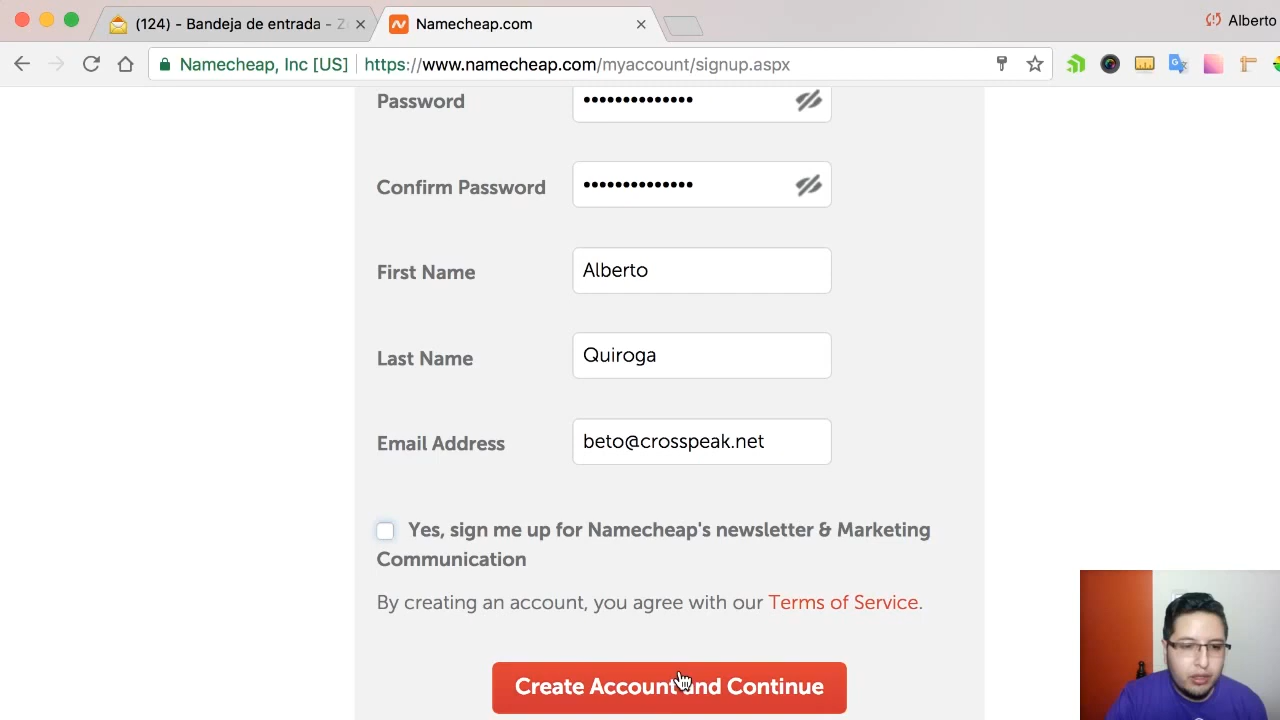 (124) - Bandeja de entrada - Z
Namecheap.com
Alberto
Namecheap, Inc [US]
https://www.namecheap.com/myaccount/signup.aspx
Password
••••••••••••••
Confirm Password
••••••••••••••
First Name
Alberto
Last Name
Quiroga
Email Address
beto@crosspeak.net
Yes, sign me up for Namecheap's newsletter & Marketing
Communication
By creating an account, you agree with our Terms of Service.
Create Account and Continue